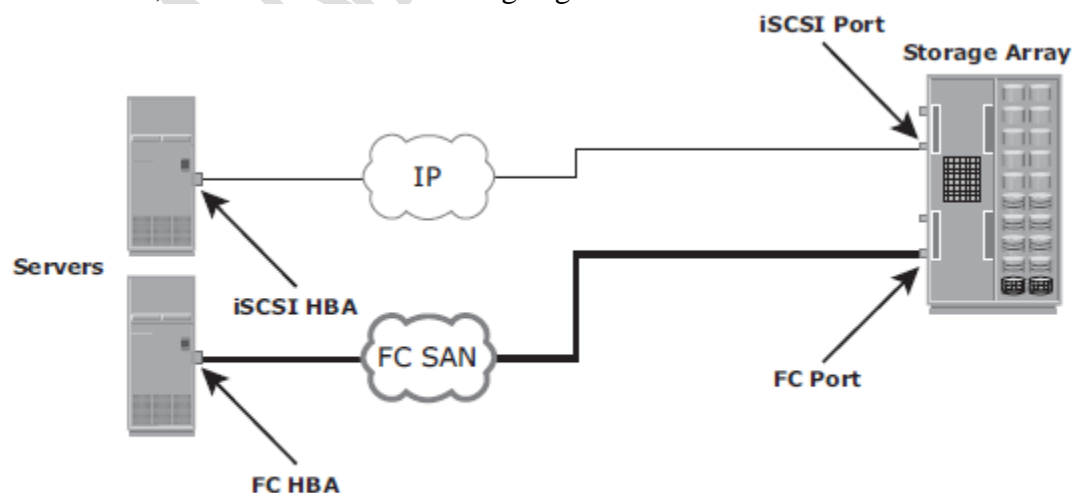 iSCSI Port
Storage Array
IP
Servers
iSCSI HBA
FC SAN
FC Port
FC HBA